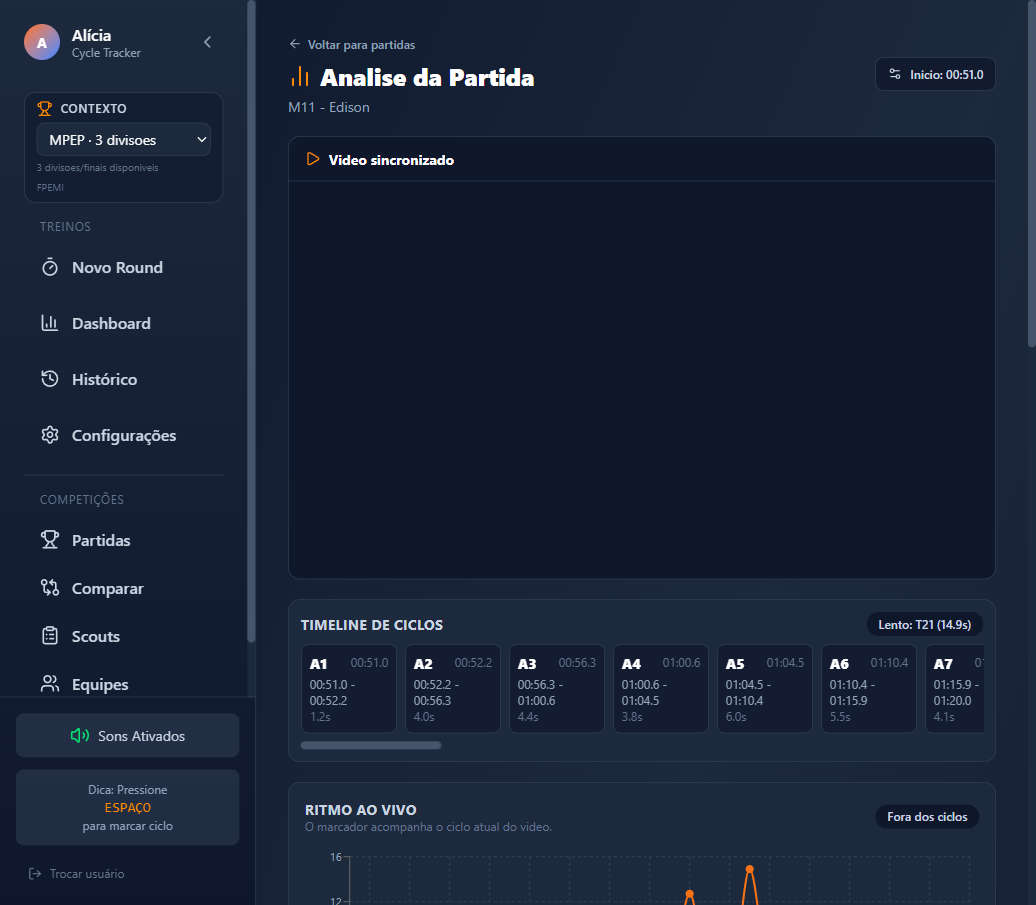 A
Alícia
Cycle Tracker
CONTEXTO
MPEP · 3 divisoes
3 divisoes/finais disponiveis
FPEMI
TREINOS
Novo Round
Dashboard
Histórico
Configurações
COMPETIÇÕES
Partidas
Comparar
Scouts
Equipes
Sons Ativados
Dica: Pressione
ESPAÇO
para marcar ciclo
Trocar usuário
Voltar para partidas
Analise da Partida
M11 - Edison
Inicio: 00:51.0
Video sincronizado
TIMELINE DE CICLOS
Lento: T21 (14.9s)
A1 00:51.0
00:51.0 -
00:52.2
1.2s
A2 00:52.2
00:52.2 -
00:56.3
4.0s
A3 00:56.3
00:56.3 -
01:00.6
4.4s
A4 01:00.6
01:00.6 -
01:04.5
3.8s
A5 01:04.5
01:04.5 -
01:10.4
6.0s
A6 01:10.4
01:10.4 -
01:15.9
5.5s
A7
01:15.9 -
01:20.0
4.1s
RITMO AO VIVO
O marcador acompanha o ciclo atual do video.
Fora dos ciclos
16
12